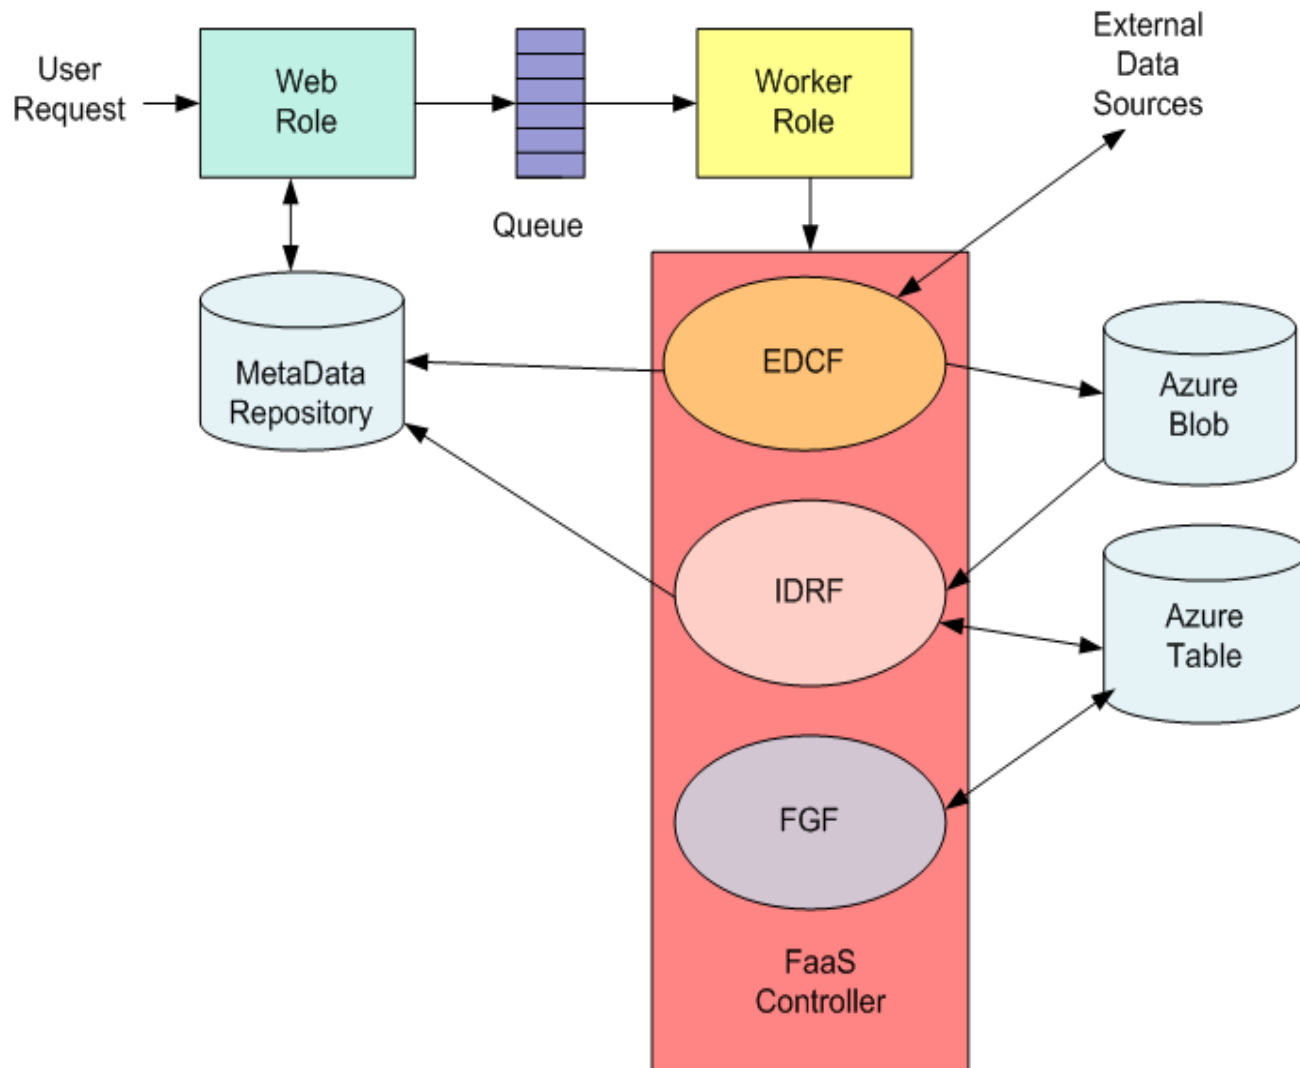 User
Request
Web
Role
Queue
Worker
Role
External
Data
Sources
MetaData
Repository
EDCF
Azure
Blob
IDRF
Azure
Table
FGF
FaaS
Controller